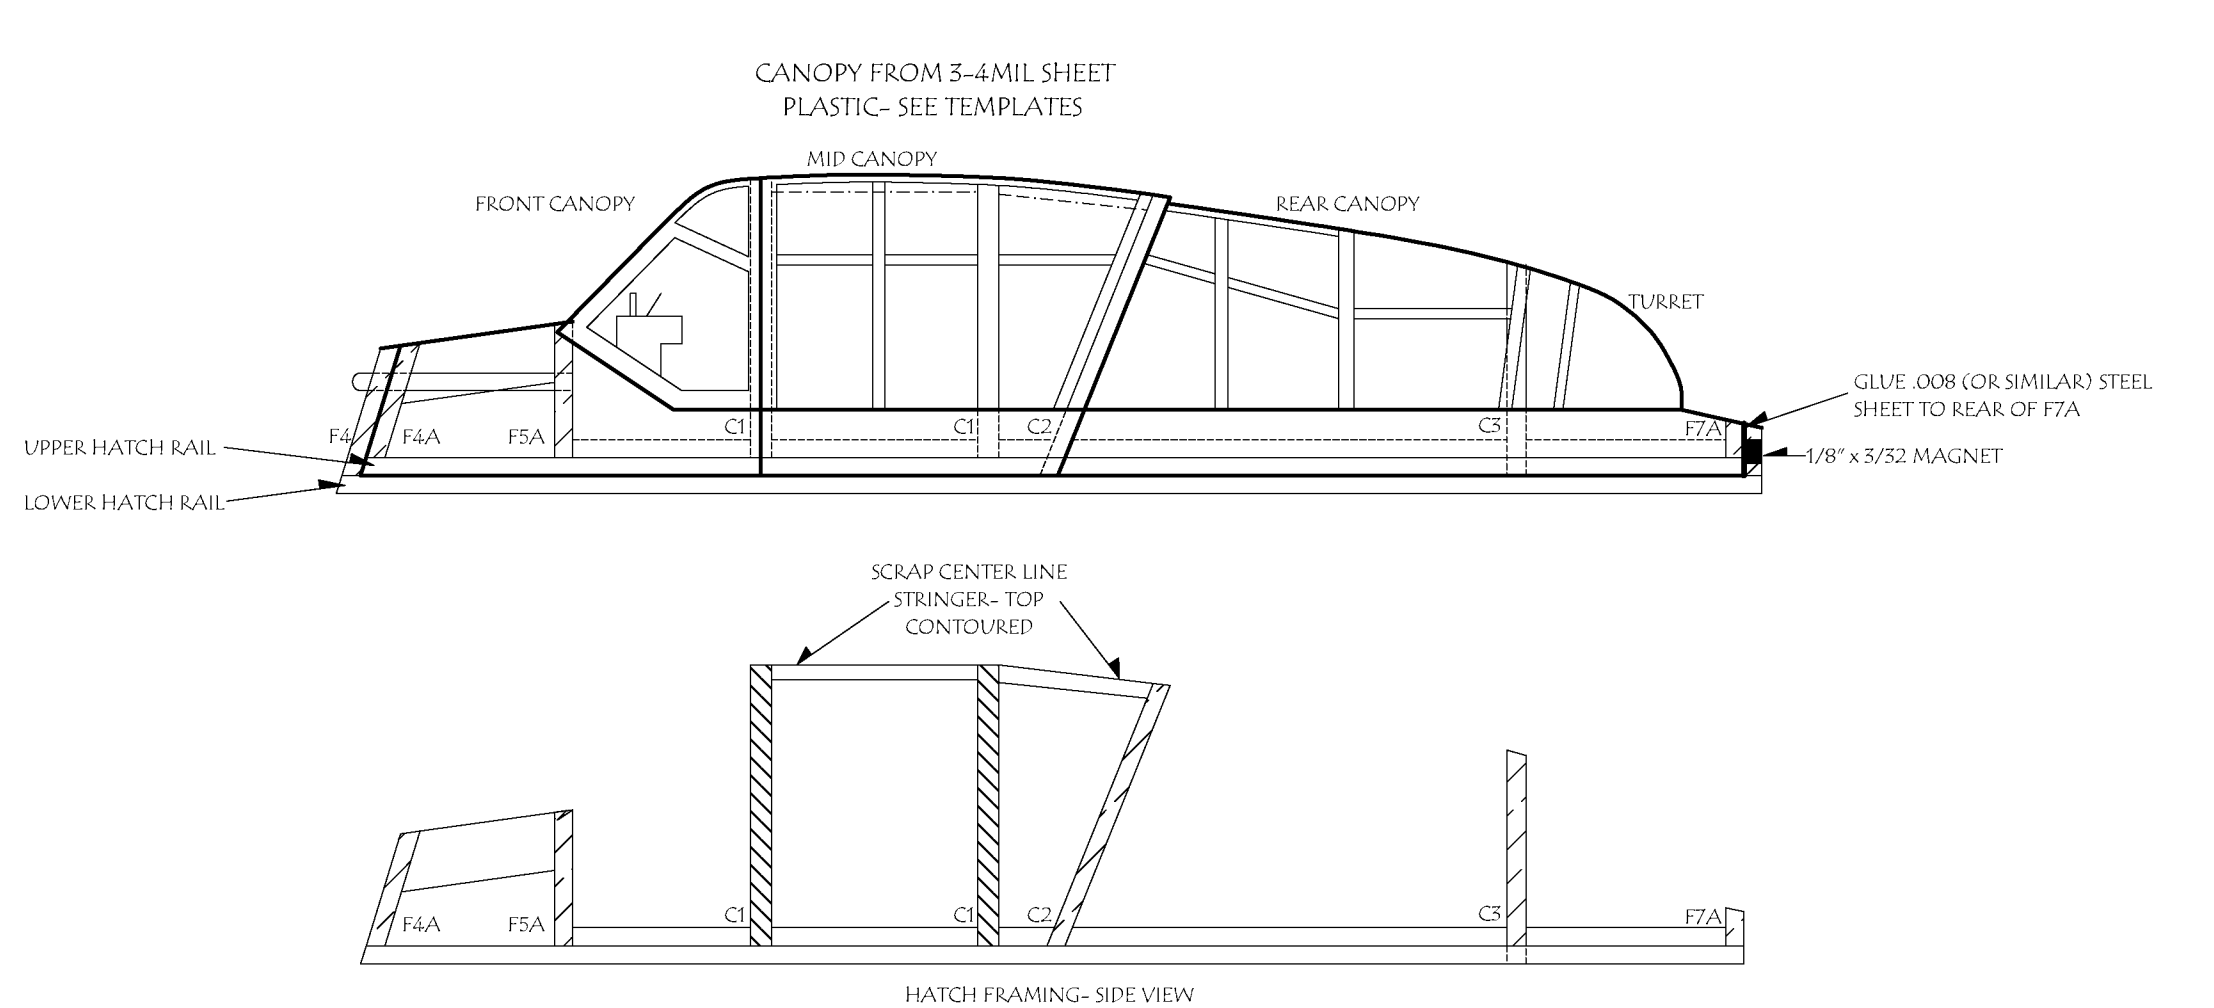 CANOPY FROM 3-4MIL SHEET
PLASTIC- SEE TEMPLATES
MID CANOPY
FRONT CANOPY
REAR CANOPY
TURRET
GLUE .008 (OR SIMILAR) STEEL
SHEET TO REAR OF F7A
F4
F4A
F5A
C1
C1
C2
C3
F7A
UPPER HATCH RAIL
1/8" x 3/32 MAGNET
LOWER HATCH RAIL
SCRAP CENTER LINE
STRINGER- TOP
CONTOURED
F4A
F5A
C1
C1
C2
C3
F7A
HATCH FRAMING- SIDE VIEW